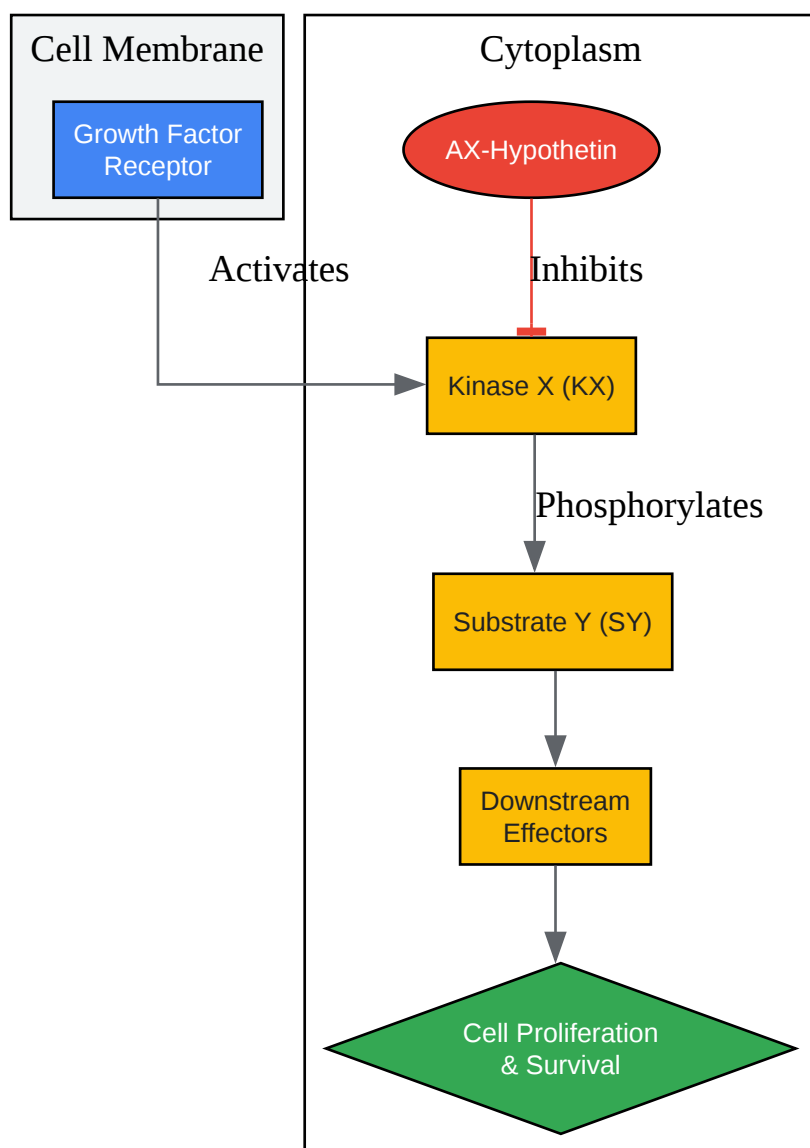 Cell Membrane
Cytoplasm
Growth Factor
Receptor
AX-Hypothetin
Activates
Inhibits
Kinase X (KX)
Phosphorylates
Substrate Y (SY)
Downstream
Effectors
Cell Proliferation
& Survival